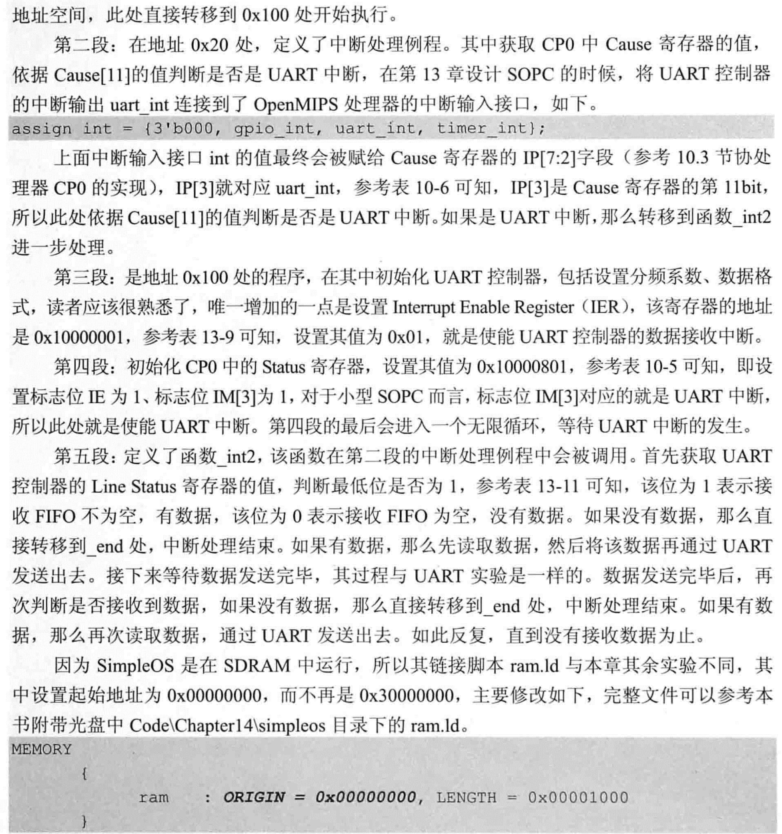 地址空间，此处直接转移到 0x100 处开始执行。
第二段：在地址 0x20 处，定义了中断处理例程。其中获取 CP0 中 Cause 寄存器的值，
依据 Cause[11]的值判断是否是 UART 中断，在第 13 章设计 SOPC 的时候，将 UART 控制器
的中断输出 uart_int 连接到了 OpenMIPS 处理器的中断输入接口，如下。
assign int = {3'b000, gpio_int, uart_int, timer_int};
上面中断输入接口 int 的值最终会被赋给 Cause 寄存器的 IP[7:2]字段（参考 10.3 节协处
理器 CP0 的实现），IP[3]就对应 uart_int，参考表 10-6 可知，IP[3]是 Cause 寄存器的第 11bit，
所以此处依据 Cause[11]的值判断是否是 UART 中断。如果是 UART 中断，那么转移到函数_int2
进一步处理。
第三段：是地址 0x100 处的程序，在其中初始化 UART 控制器，包括设置分频系数、数据格
式，读者应该很熟悉了，唯一增加的一点是设置 Interrupt Enable Register（IER），该寄存器的地址
是 0x10000001，参考表 13-9 可知，设置其值为 0x01，就是使能 UART 控制器的数据接收中断。
第四段：初始化 CP0 中的 Status 寄存器，设置其值为 0x10000801，参考表 10-5 可知，即设
置标志位 IE 为 1、标志位 IM[3]为 1，对于小型 SOPC 而言，标志位 IM[3]对应的就是 UART 中断，
所以此处就是使能 UART 中断。第四段的最后会进入一个无限循环，等待 UART 中断的发生。
第五段：定义了函数_int2，该函数在第二段的中断处理例程中会被调用。首先获取 UART
控制器的 Line Status 寄存器的值，判断最低位是否为 1，参考表 13-11 可知，该位为 1 表示接
收 FIFO 不为空，有数据，该位为 0 表示接收 FIFO 为空，没有数据。如果没有数据，那么直
接转移到_end 处，中断处理结束。如果有数据，那么先读取数据，然后将该数据再通过 UART
发送出去。接下来等待数据发送完毕，其过程与 UART 实验是一样的。数据发送完毕后，再
次判断是否接收到数据，如果没有数据，那么直接转移到_end 处，中断处理结束。如果有数
据，那么再次读取数据，通过 UART 发送出去。如此反复，直到没有接收数据为止。
因为 SimpleOS 是在 SDRAM 中运行，所以其链接脚本 ram.ld 与本章其余实验不同，其
中设置起始地址为 0x00000000，而不再是 0x30000000，主要修改如下，完整文件可以参考本
书附带光盘中 Code\Chapter14\simpleos 目录下的 ram.ld。
MEMORY
{
ram : ORIGIN = 0x00000000, LENGTH = 0x00001000
}